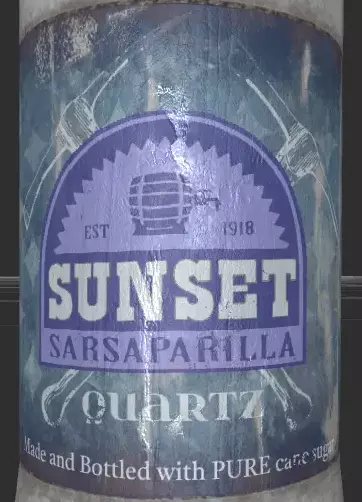 EST 1918
SUNSET
SARSAPARILLA
QUARTZ
Made and Bottled with PURE cane sugar